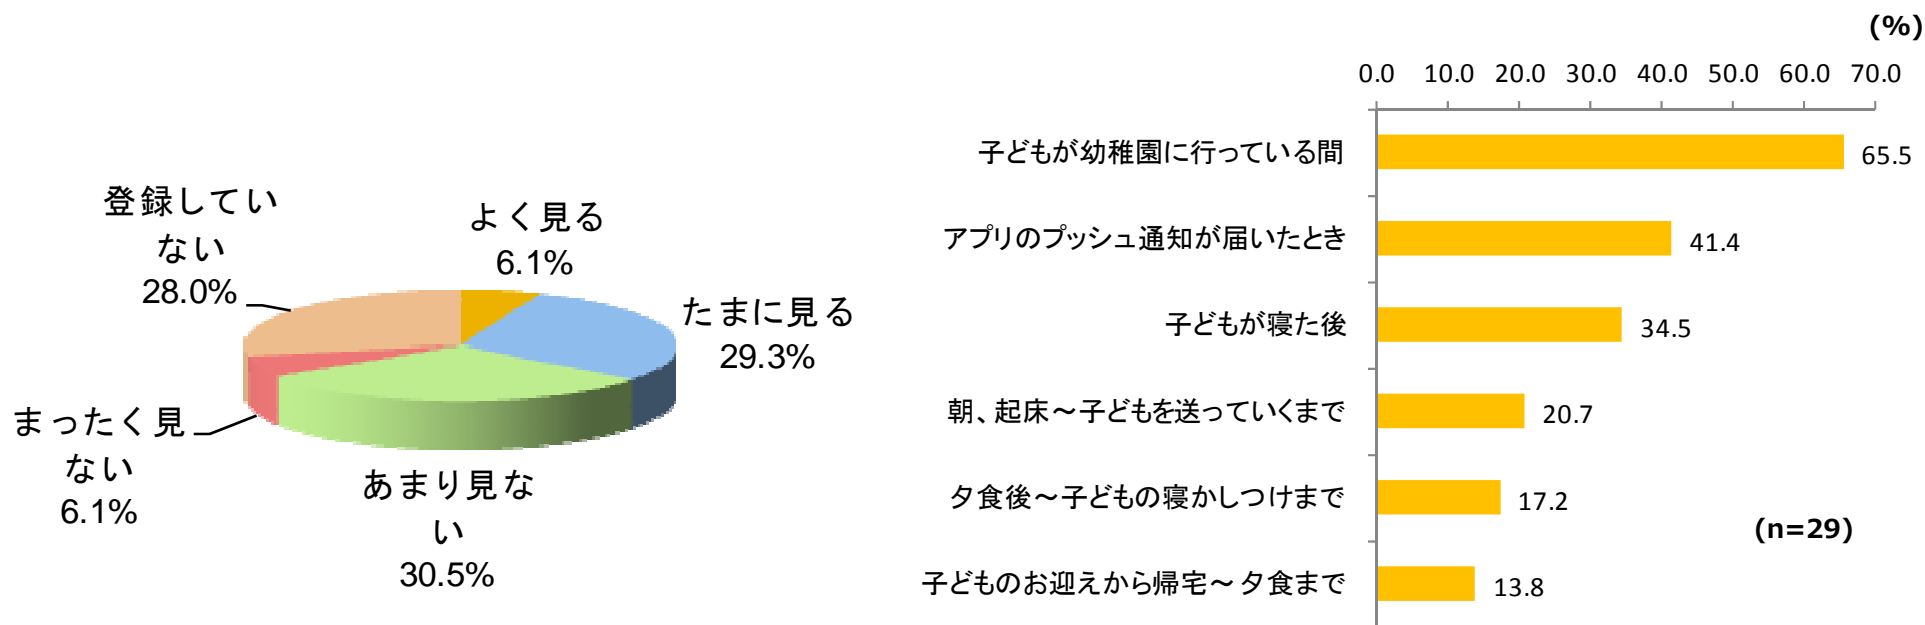 登録してい
ない
28.0%
よく見る
6.1%
たまに見る
29.3%
まったく見
ない
6.1%
あまり見な
い
30.5%
(%)
0.0 10.0 20.0 30.0 40.0 50.0 60.0 70.0
子どもが幼稚園に行っている間 65.5
アプリのプッシュ通知が届いたとき 41.4
子どもが寝た後 34.5
朝、起床～子どもを送っていくまで 20.7
夕食後～子どもの寝かしつけまで 17.2
(n=29)
子どものお迎えから帰宅～夕食まで 13.8